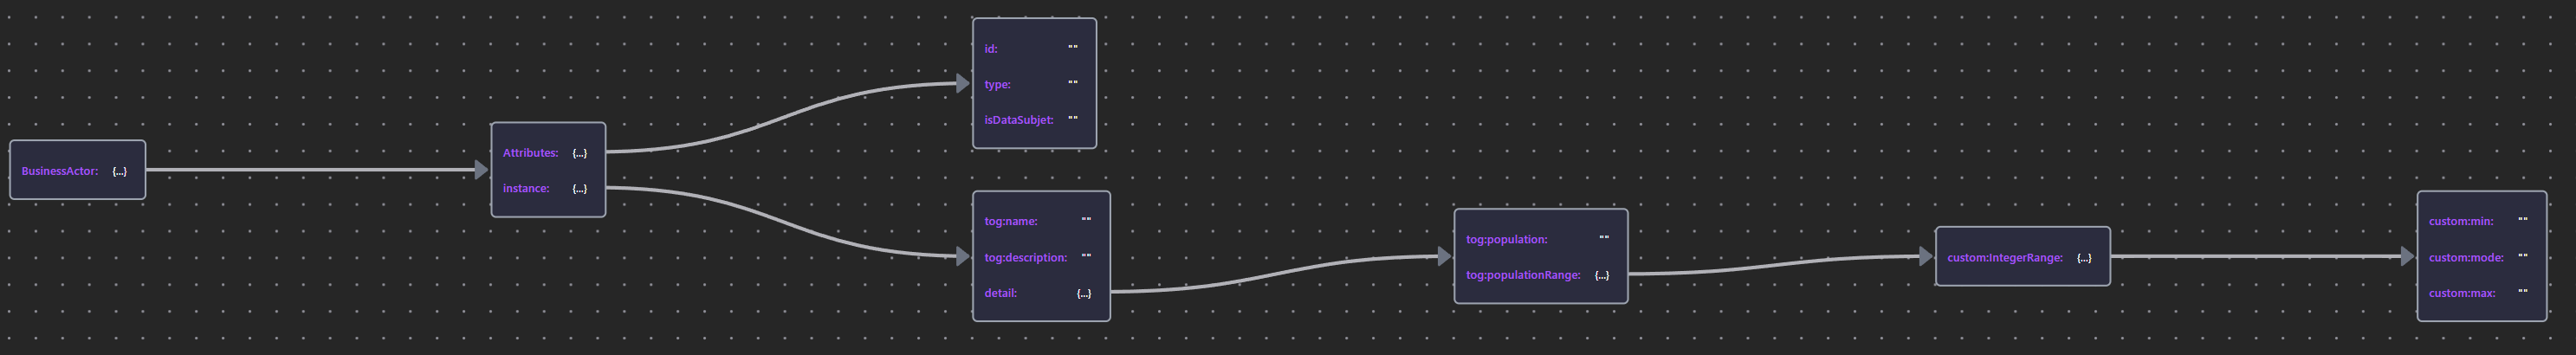 BusinessActor: {...}
Attributes: {...}
instance: {...}
id: ""
type: ""
isDataSubjet: ""
tog:name: ""
tog:description: ""
detail: {...}
tog:population: ""
tog:populationRange: {...}
custom:IntegerRange: {...}
custom:min: ""
custom:mode: ""
custom:max: ""